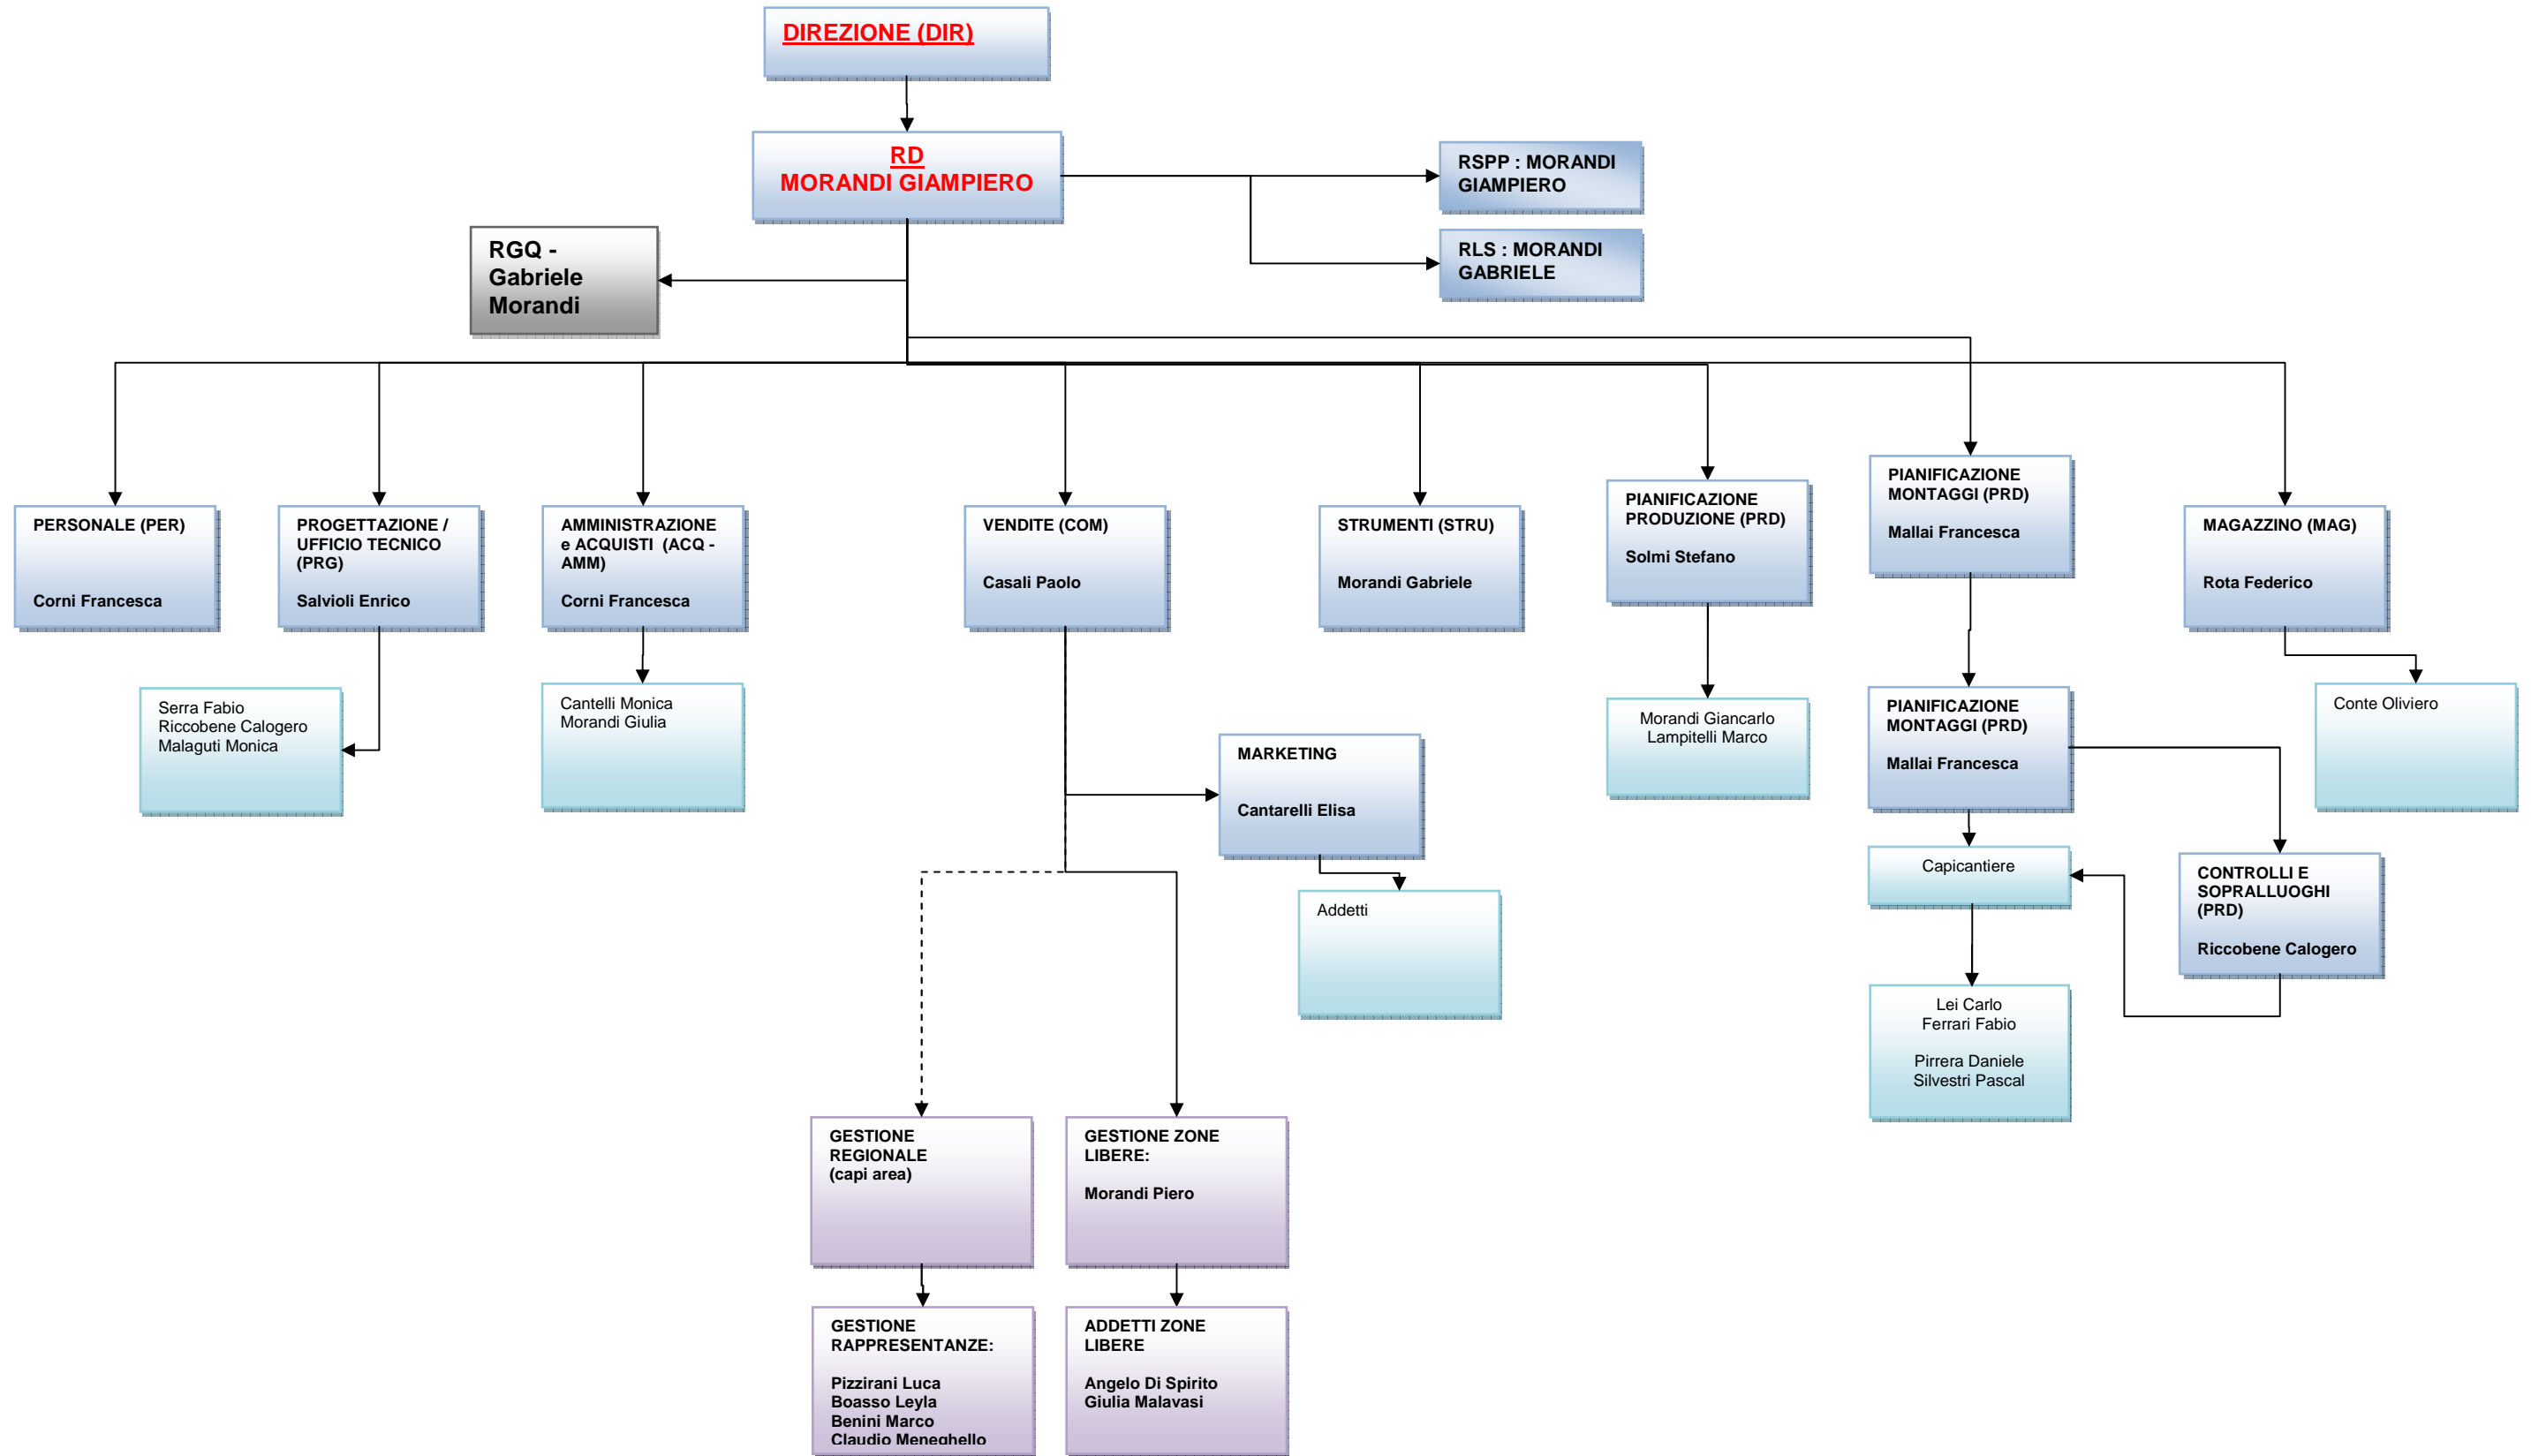 DIREZIONE (DIR)
RD
MORANDI GIAMPIERO
RSPP : MORANDI
GIAMPIERO
RLS : MORANDI
GABRIELE
RGQ -
Gabriele
Morandi
PERSONALE (PER)
Corni Francesca
PROGETTAZIONE /
UFFICIO TECNICO
(PRG)
Salvioli Enrico
AMMINISTRAZIONE
e ACQUISTI  (ACQ -
AMM)
Corni Francesca
VENDITE (COM)
Casali Paolo
STRUMENTI (STRU)
Morandi Gabriele
PIANIFICAZIONE
PRODUZIONE (PRD)
Solmi Stefano
PIANIFICAZIONE
MONTAGGI (PRD)
Mallai Francesca
MAGAZZINO (MAG)
Rota Federico
Serra Fabio
Riccobene Calogero
Malaguti Monica
Cantelli Monica
Morandi Giulia
MARKETING
Cantarelli Elisa
Addetti
Morandi Giancarlo
Lampitelli Marco
PIANIFICAZIONE
MONTAGGI (PRD)
Mallai Francesca
Conte Oliviero
Capicantiere
CONTROLLI E
SOPRALLUOGHI
(PRD)
Riccobene Calogero
Lei Carlo
Ferrari Fabio
Pirrera Daniele
Silvestri Pascal
GESTIONE
REGIONALE
(capi area)
GESTIONE ZONE
LIBERE:
Morandi Piero
GESTIONE
RAPPRESENTANZE:
Pizzirani Luca
Boasso Leyla
Benini Marco
Claudio Meneghello
ADDETTI ZONE
LIBERE
Angelo Di Spirito
Giulia Malavasi